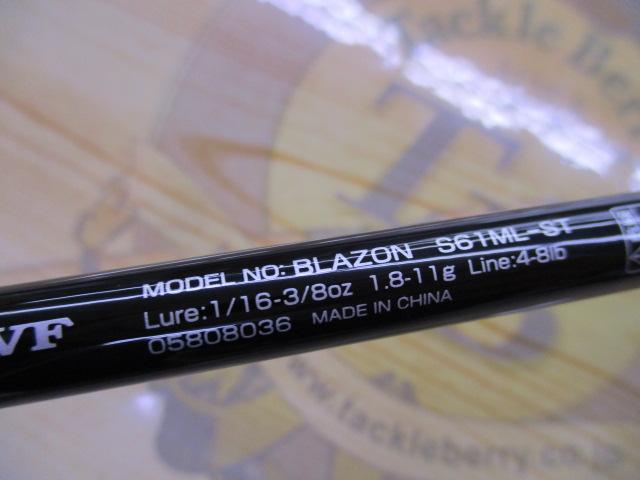 Tackle Berry
T
VF
MODEL NO: BLAZON S61ML-ST
Lure:1/16-3/8oz 1.8-11g Line:4-8lb
05808036 MADE IN CHINA
www.tackleberry.co.jp